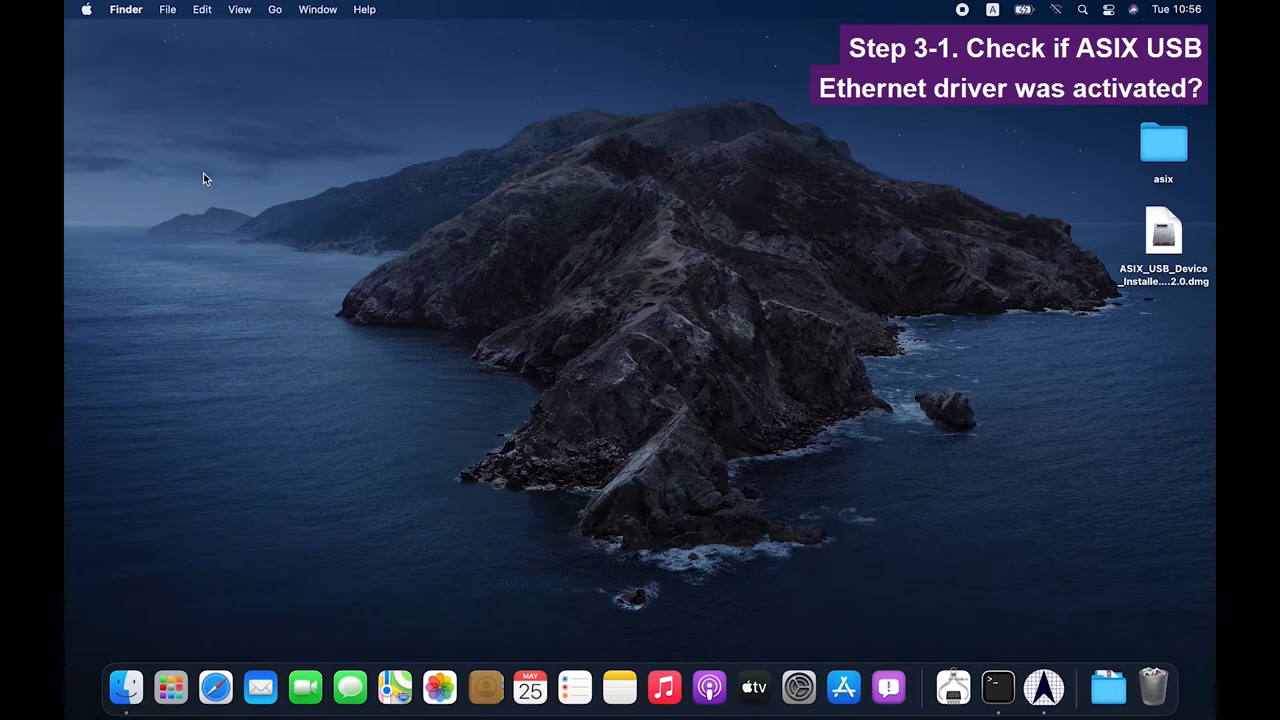 Finder File Edit View Go Window Help A Tue 10:56
Step 3-1. Check if ASIX USB
Ethernet driver was activated?
asix
ASIX_USB_Device
_Installe....2.0.dmg
MAY
25
tv
>_